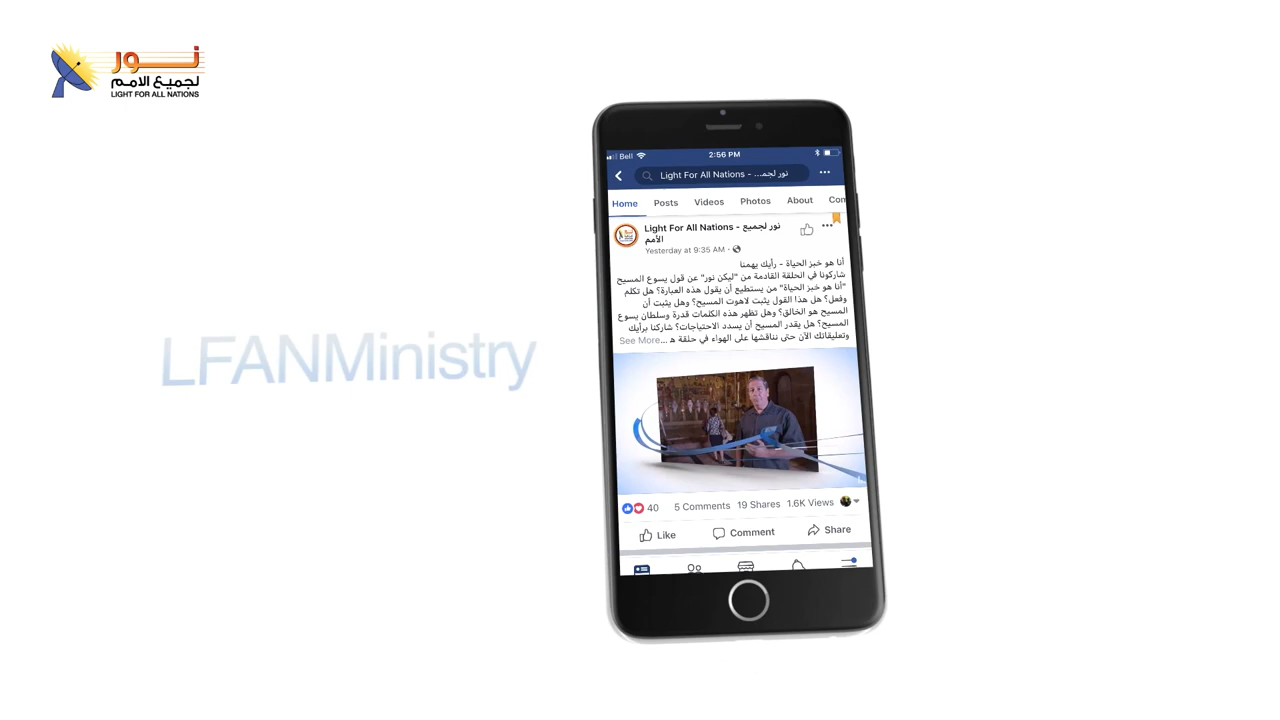 نور
لجميع الامم
LIGHT FOR ALL NATIONS
LFANMinistry
Bell
2:56 PM
Light For All Nations - نور لجمـ...
Home Posts Videos Photos About Con
Light For All Nations - نور لجميع
الأمم
Yesterday at 9:35 AM
أنا هو خبز الحياة - رأيك يهمنا
شاركونا في الحلقة القادمة من "ليكن نور" عن قول يسوع المسيح
"أنا هو خبز الحياة" من يستطيع أن يقول هذه العبارة؟ هل تكلم
وفعل؟ هل هذا القول يثبت لاهوت المسيح؟ وهل يثبت أن
المسيح هو الخالق؟ وهل تظهر هذه الكلمات قدرة وسلطان يسوع
المسيح؟ هل يقدر المسيح أن يسدد الاحتياجات؟ شاركنا برأيك
وتعليقاتك الآن حتى نناقشها على الهواء في حلقة هـ ...See More
40 5 Comments 19 Shares 1.6K Views
Like Comment Share